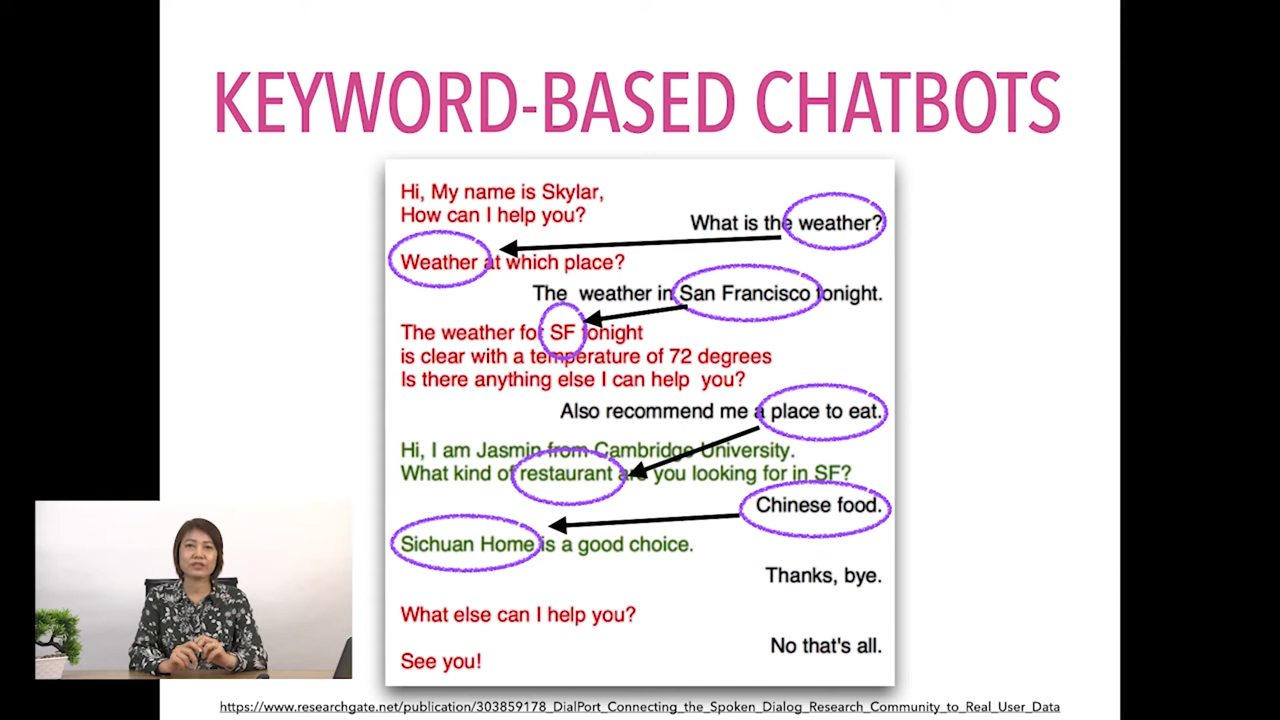 KEYWORD-BASED CHATBOTS
Hi, My name is Skylar,
How can I help you?
What is the weather?
Weather at which place?
The weather in San Francisco tonight.
The weather for SF tonight
is clear with a temperature of 72 degrees
Is there anything else I can help you?
Also recommend me a place to eat.
Hi, I am Jasmin from Cambridge University.
What kind of restaurant are you looking for in SF?
Chinese food.
Sichuan Home is a good choice.
Thanks, bye.
What else can I help you?
No that's all.
See you!
https://www.researchgate.net/publication/303859178_DialPort_Connecting_the_Spoken_Dialog_Research_Community_to_Real_User_Data